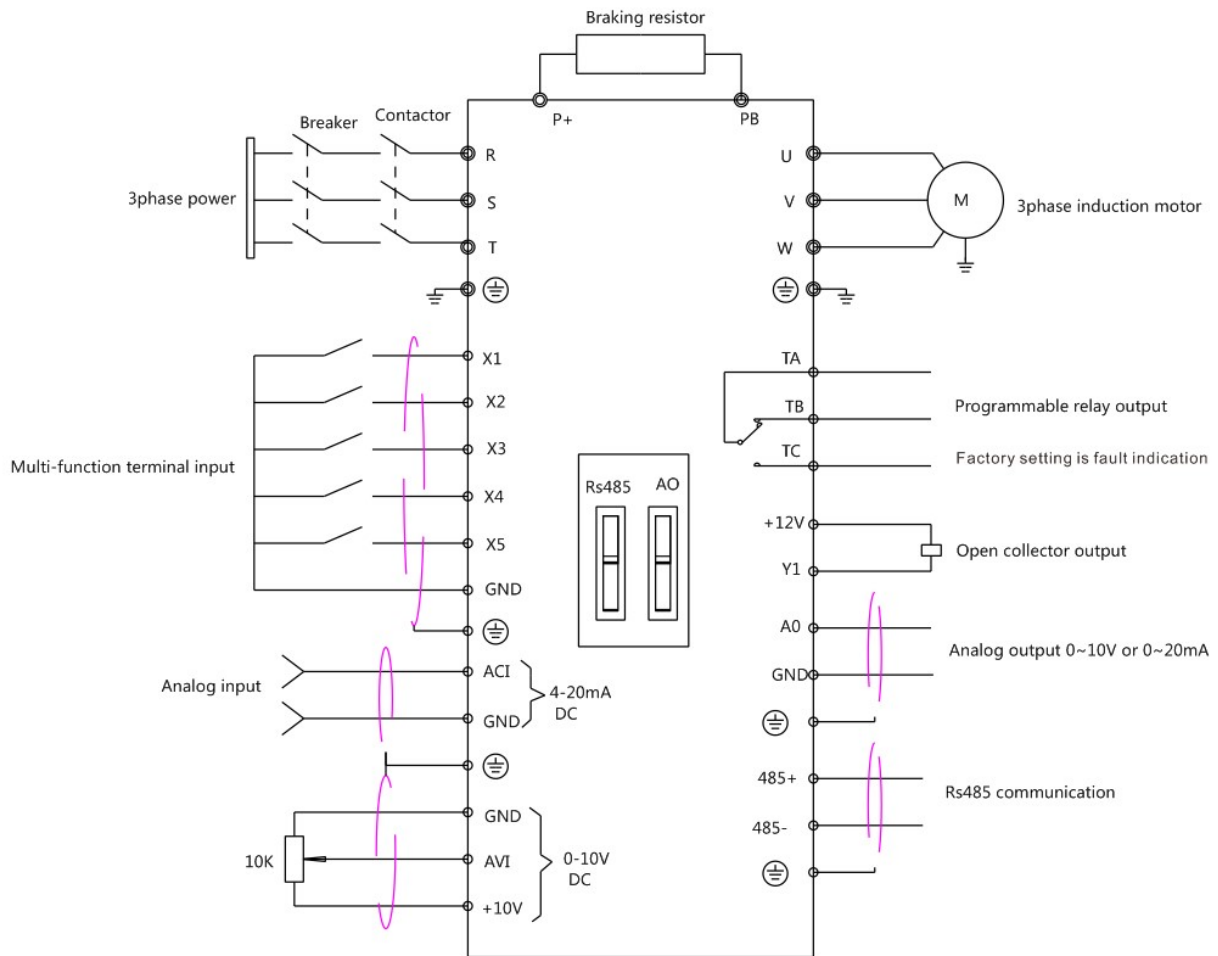 Braking resistor
P+
PB
Breaker
Contactor
3phase power
R
S
T
U
V
W
M
3phase induction motor
Multi-function terminal input
X1
X2
X3
X4
X5
GND
TA
TB
TC
Programmable relay output
Factory setting is fault indication
Rs485
AO
+12V
Y1
Open collector output
A0
GND
Analog output 0~10V or 0~20mA
Analog input
ACI
GND
4-20mA
DC
485+
485-
Rs485 communication
10K
GND
AVI
+10V
0-10V
DC